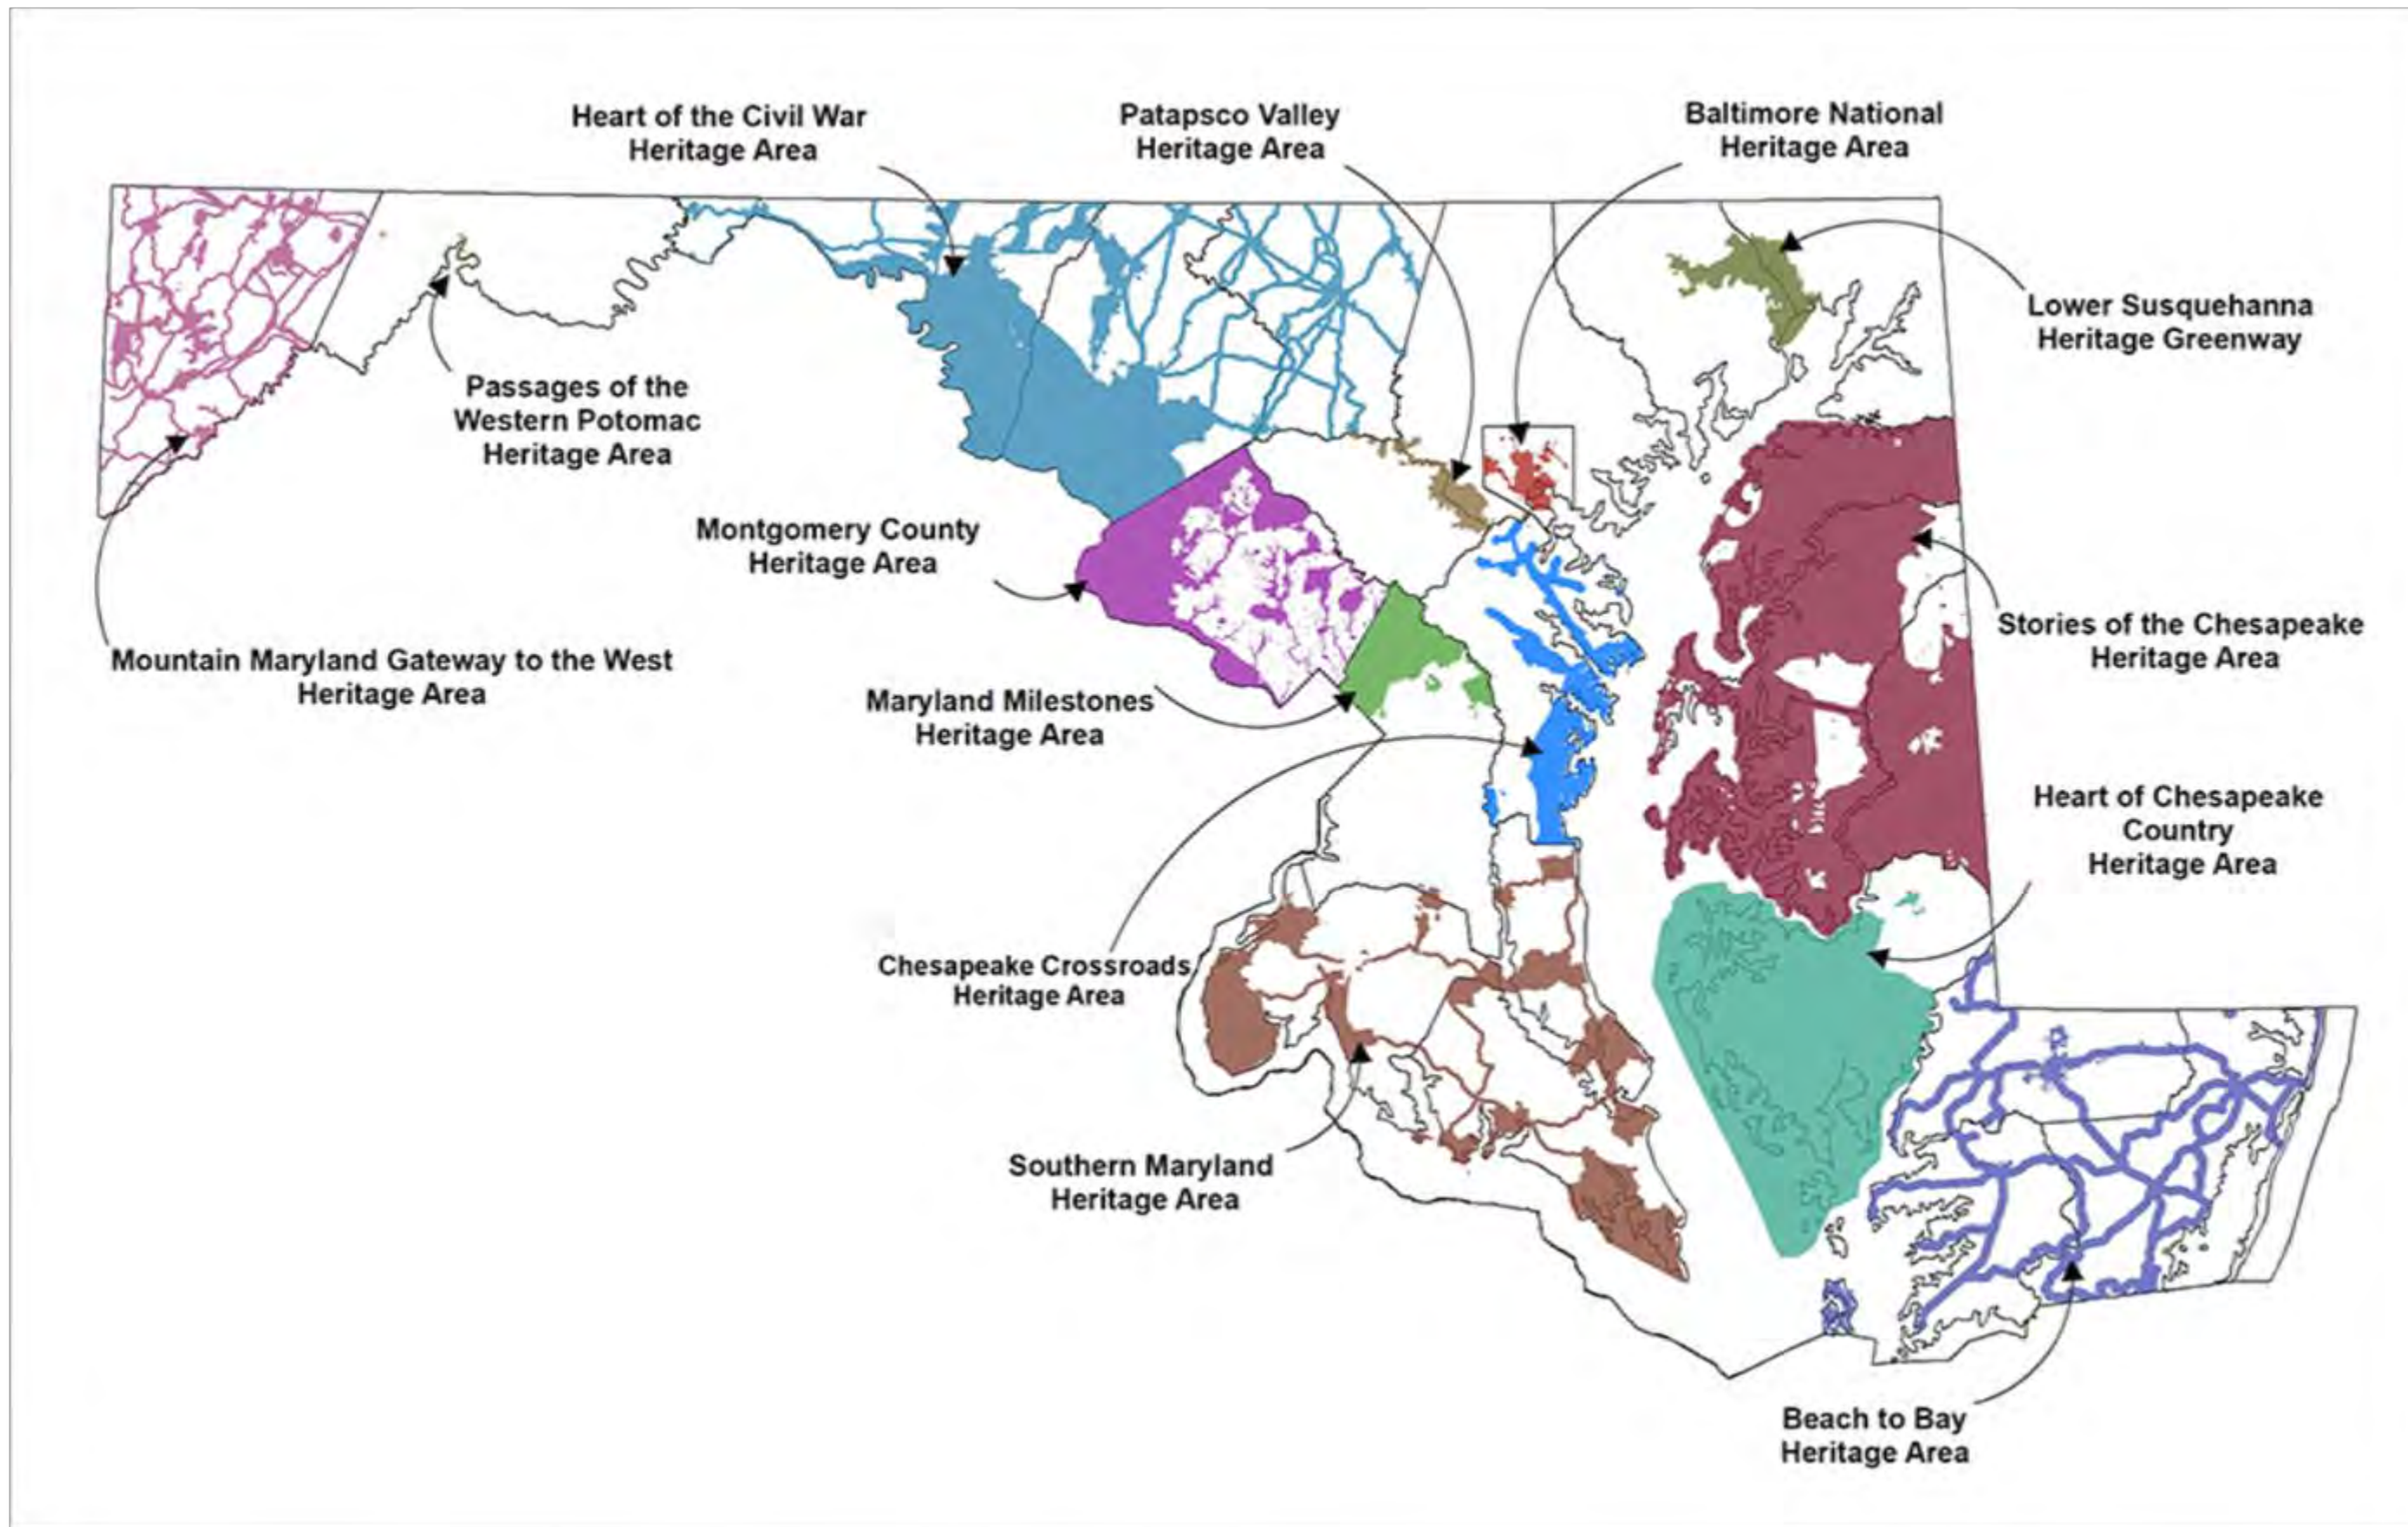 Heart of the Civil War
Heritage Area
Patapsco Valley
Heritage Area
Baltimore National
Heritage Area
Lower Susquehanna
Heritage Greenway
Passages of the
Western Potomac
Heritage Area
Montgomery County
Heritage Area
Stories of the Chesapeake
Heritage Area
Mountain Maryland Gateway to the West
Heritage Area
Maryland Milestones
Heritage Area
Heart of Chesapeake
Country
Heritage Area
Chesapeake Crossroads
Heritage Area
Southern Maryland
Heritage Area
Beach to Bay
Heritage Area